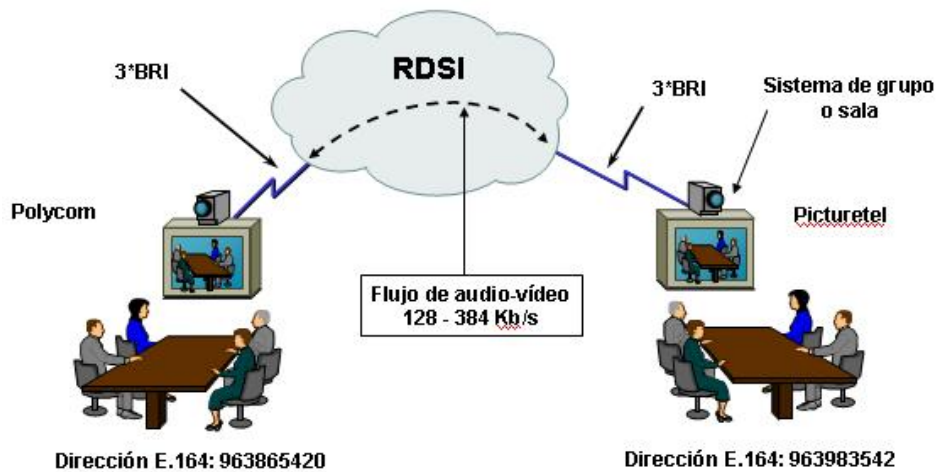 RDSI
3*BRI
3*BRI
Sistema de grupo
o sala
Polycom
Picturetel
Flujo de audio-vídeo
128 - 384 Kb/s
Dirección E.164: 963865420
Dirección E.164: 963983542